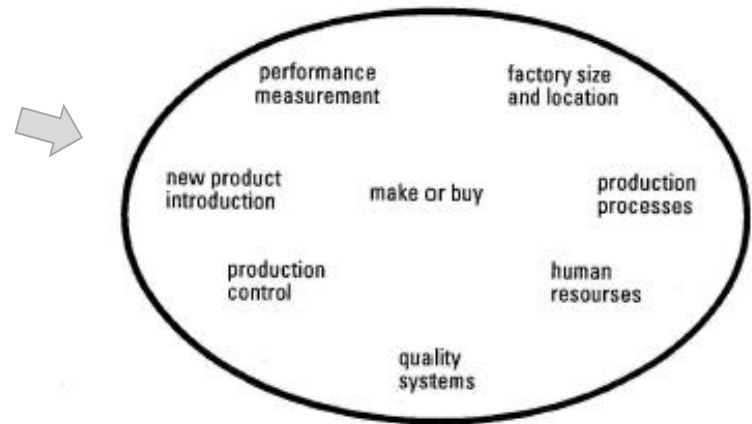 performance
measurement
factory size
and location
new product
introduction
make or buy
production
processes
production
control
human
resourses
quality
systems